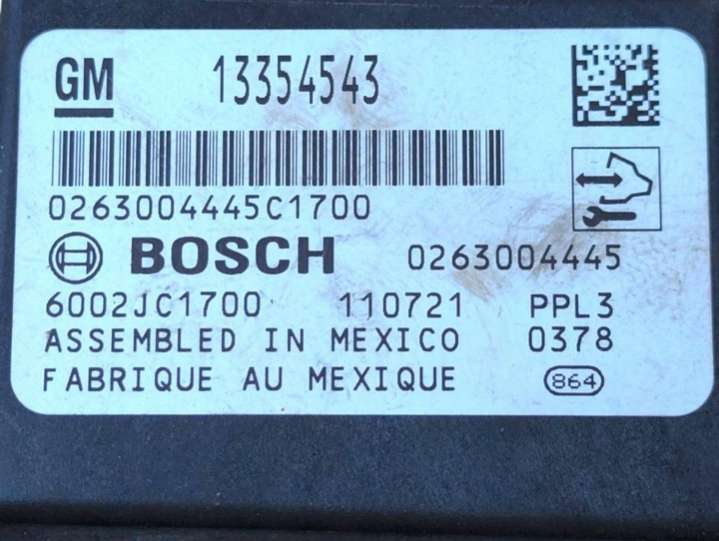 GM 13354543
0263004445C1700
BOSCH 0263004445
6002JC1700 110721 PPL3
ASSEMBLED IN MEXICO 0378
FABRIQUE AU MEXIQUE 864